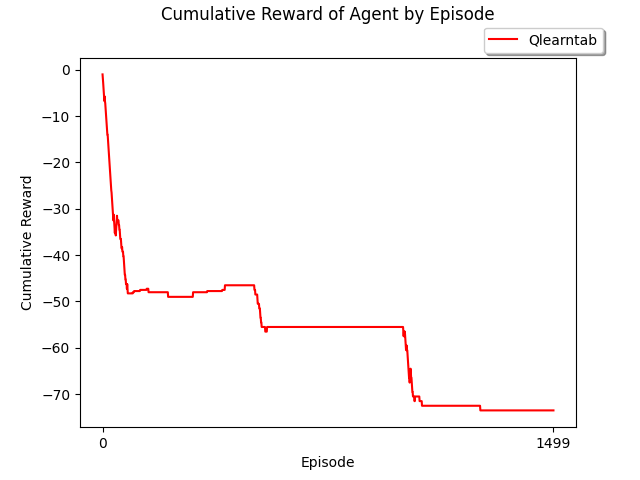 Cumulative Reward of Agent by Episode
Qlearntab
0
−10
−20
−30
−40
−50
−60
−70
Cumulative Reward
0
1499
Episode